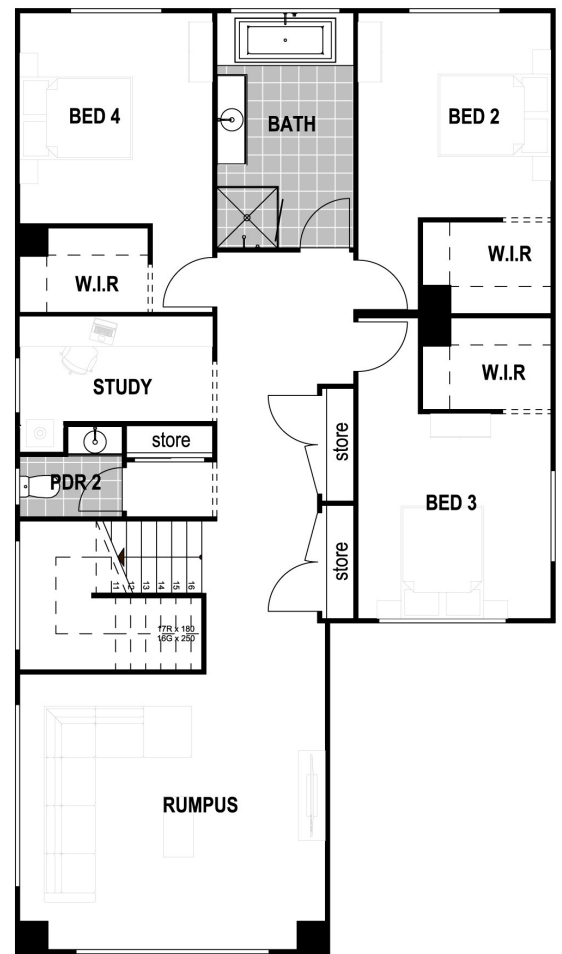 BED 4
BATH
BED 2
W.I.R
W.I.R
STUDY
W.I.R
store
store
PDR 2
BED 3
store
11
12
13
14
15
16
17R x 180
16G x 250
RUMPUS